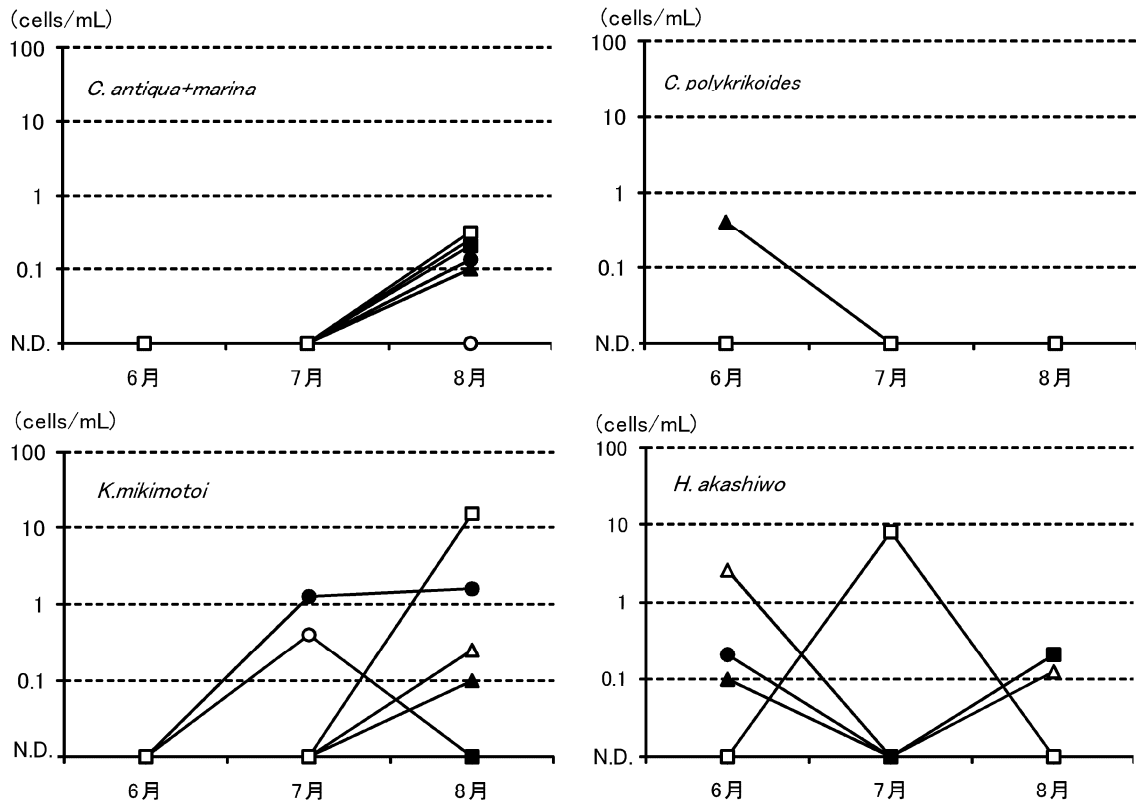 (cells/mL)
100
C. antiqua+marina
10
1
0.1
N.D.
6月 7月 8月
(cells/mL)
100
C. polykrikoides
10
1
0.1
N.D.
6月 7月 8月
(cells/mL)
100
K.mikimotoi
10
1
0.1
N.D.
6月 7月 8月
(cells/mL)
100
H. akashiwo
10
1
0.1
N.D.
6月 7月 8月